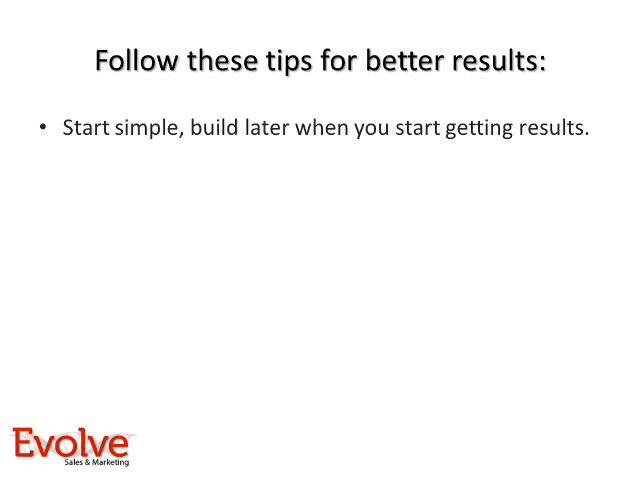 Follow these tips for better results:
• Start simple, build later when you start getting results.
Evolve
Sales & Marketing